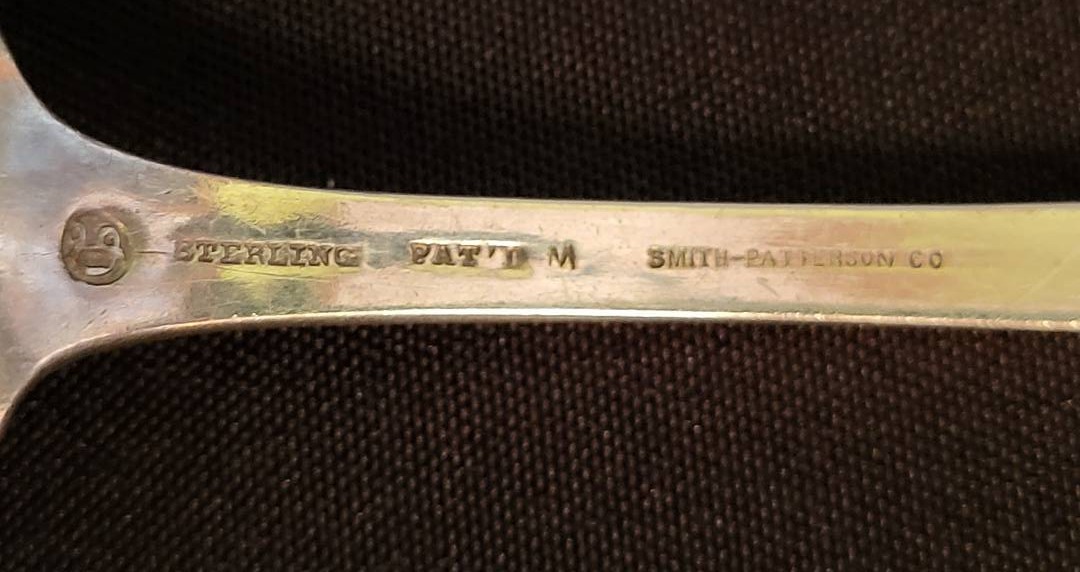 STERLING PAT'D M SMITH-PATTERSON CO